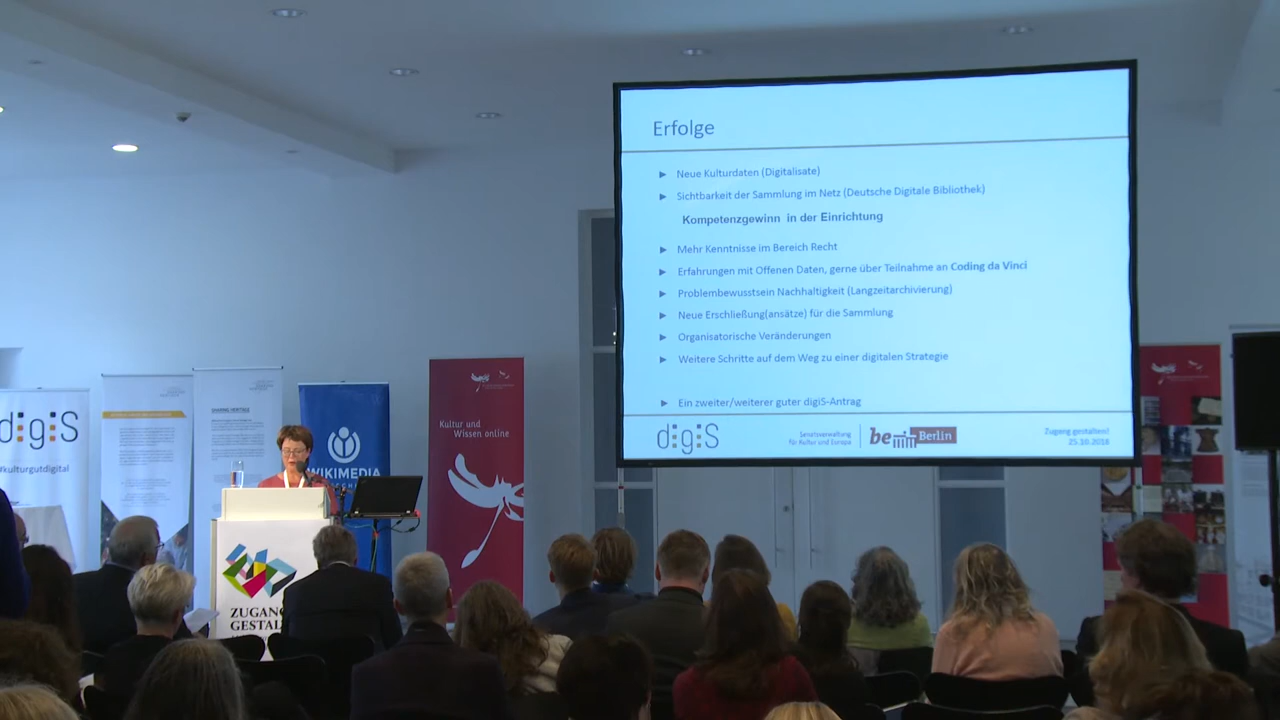 Erfolge
► Neue Kulturdaten (Digitalisate)
► Sichtbarkeit der Sammlung im Netz (Deutsche Digitale Bibliothek)
Kompetenzgewinn in der Einrichtung
► Mehr Kenntnisse im Bereich Recht
► Erfahrungen mit Offenen Daten, gerne über Teilnahme an Coding da Vinci
► Problembewusstsein Nachhaltigkeit (Langzeitarchivierung)
► Neue Erschließung(ansätze) für die Sammlung
► Organisatorische Veränderungen
► Weitere Schritte auf dem Weg zu einer digitalen Strategie
► Ein zweiter/weiterer guter digiS-Antrag
d:g:S
Senatsverwaltung
für Kultur und Europa
be Berlin
Zugang gestalten!
25.10.2018
digiS
#kulturgutdigital
SHARING HERITAGE
WIKIMEDIA
Kultur und
Wissen online
ZUGANG
GESTALT